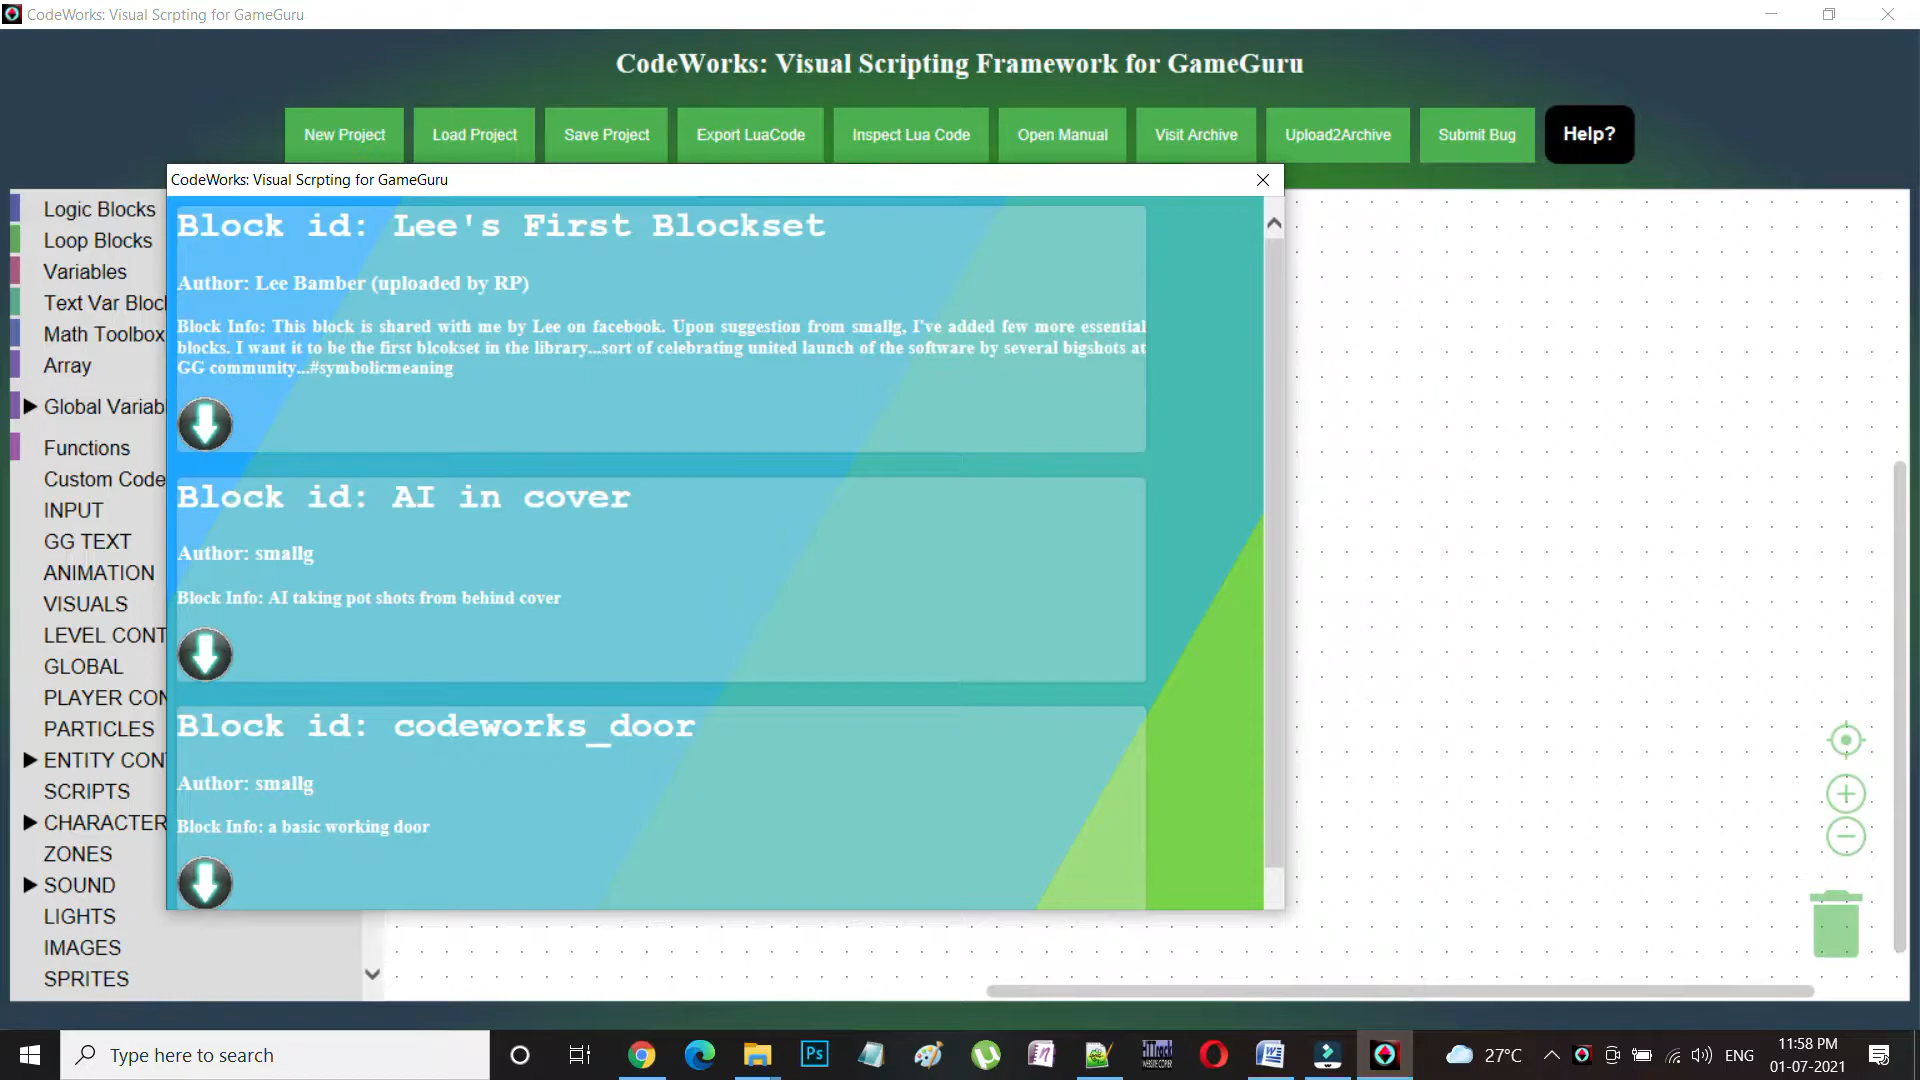 CodeWorks: Visual Scrpting for GameGuru
CodeWorks: Visual Scripting Framework for GameGuru
New Project
Load Project
Save Project
Export LuaCode
Inspect Lua Code
Open Manual
Visit Archive
Upload2Archive
Submit Bug
Help?
CodeWorks: Visual Scrpting for GameGuru
Logic Blocks
Loop Blocks
Variables
Text Var Bloc
Math Toolbox
Array
Global Variab
Functions
Custom Code
INPUT
GG TEXT
ANIMATION
VISUALS
LEVEL CONT
GLOBAL
PLAYER CON
PARTICLES
ENTITY CON
SCRIPTS
CHARACTER
ZONES
SOUND
LIGHTS
IMAGES
SPRITES
Block id: Lee's First Blockset
Author: Lee Bamber (uploaded by RP)
Block Info: This block is shared with me by Lee on facebook. Upon suggestion from smallg, I've added few more essential
blocks. I want it to be the first blcokset in the library...sort of celebrating united launch of the software by several bigshots at
GG community...#symbolicmeaning
Block id: AI in cover
Author: smallg
Block Info: AI taking pot shots from behind cover
Block id: codeworks_door
Author: smallg
Block Info: a basic working door
Type here to search
Ps
27°C
ENG
11:58 PM
01-07-2021